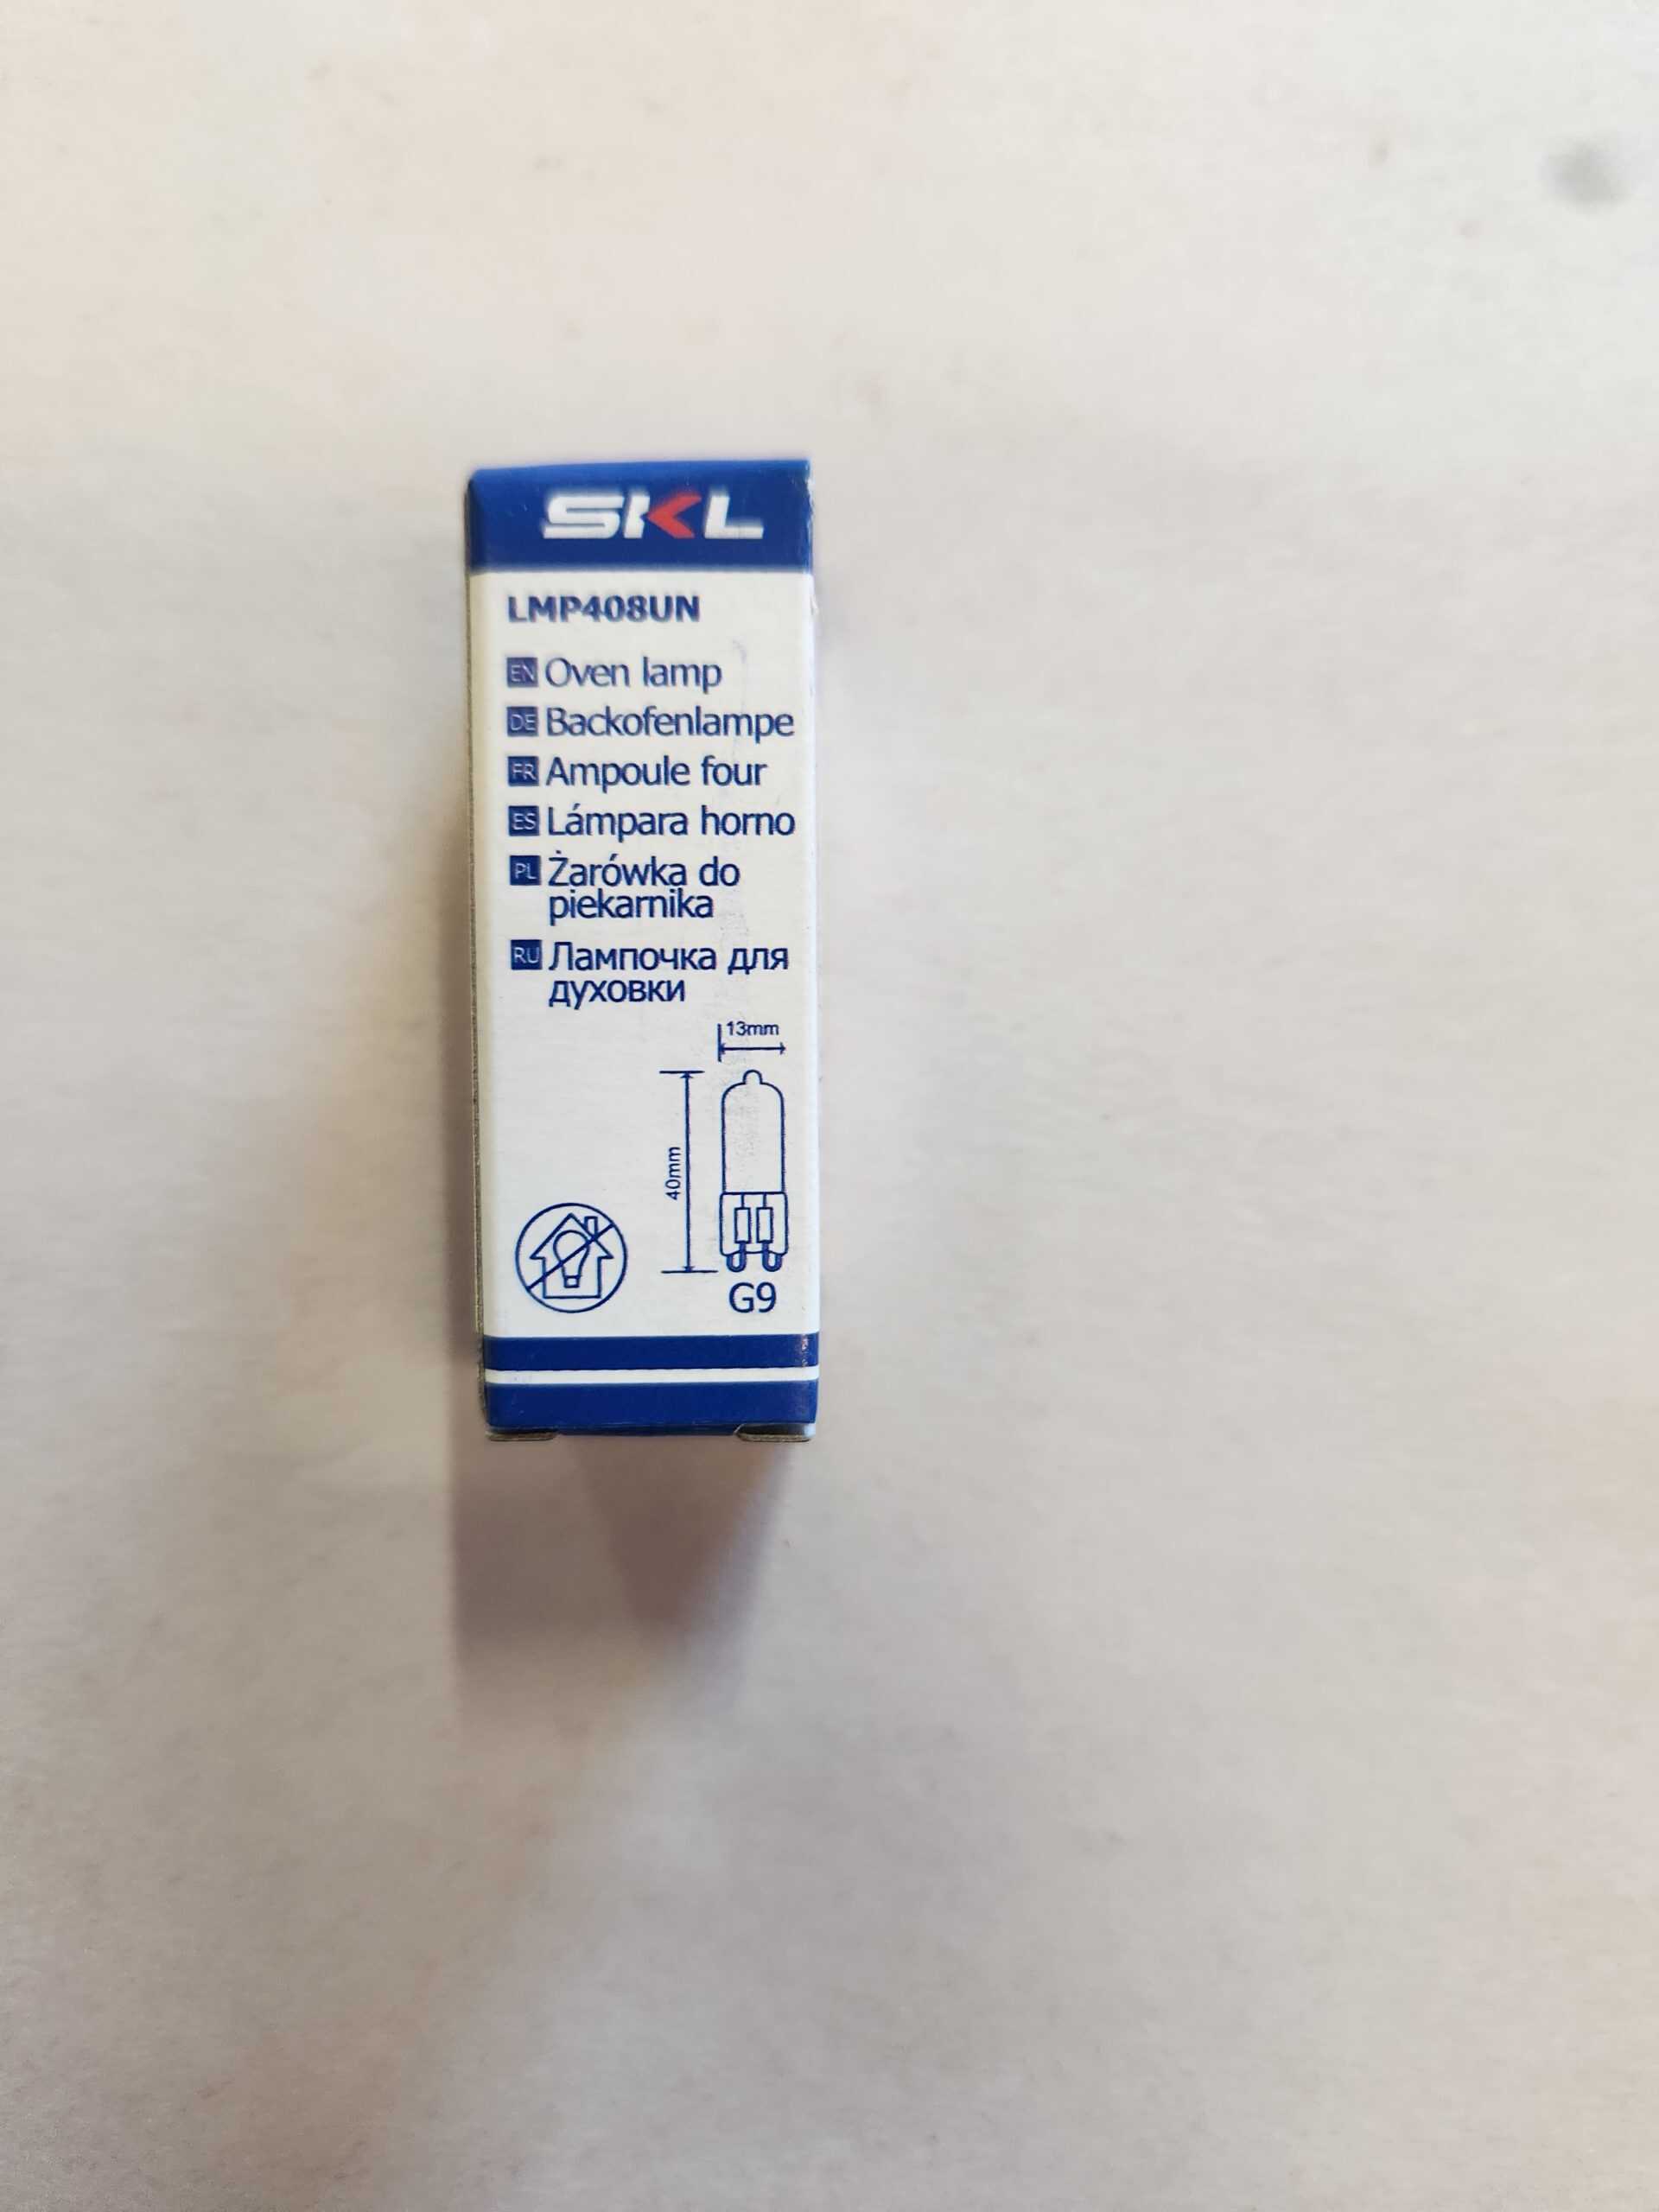 SKL
LMP408UN
EN Oven lamp
DE Backofenlampe
FR Ampoule four
ES Lámpara horno
PL Żarówka do
piekarnika
RU Лампочка для
духовки
13mm
40mm
G9